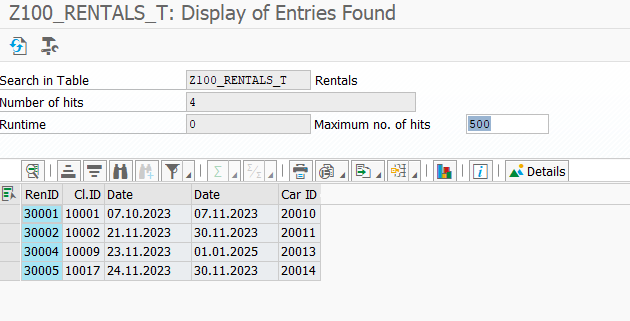 Z100_RENTALS_T: Display of Entries Found
Search in Table Z100_RENTALS_T Rentals
Number of hits 4
Runtime 0 Maximum no. of hits 500
Σ Σ/Σ i Details
RenID Cl.ID Date Date Car ID
30001 10001 07.10.2023 07.11.2023 20010
30002 10002 21.11.2023 30.11.2023 20011
30004 10009 23.11.2023 01.01.2025 20013
30005 10017 24.11.2023 30.11.2023 20014